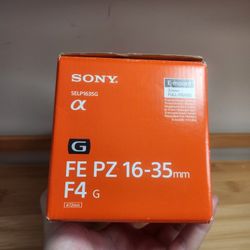 SONY
SELP1635G
α
E-mount
G
FE PZ 16-35mm
F4 G